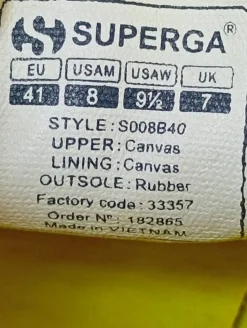 SUPERGA®
EU USAM USAW UK
41 8 9½ 7
STYLE: S008B40
UPPER: Canvas
LINING: Canvas
OUTSOLE: Rubber
Factory code: 33357
Order Nº: 182865
Made in VIETNAM